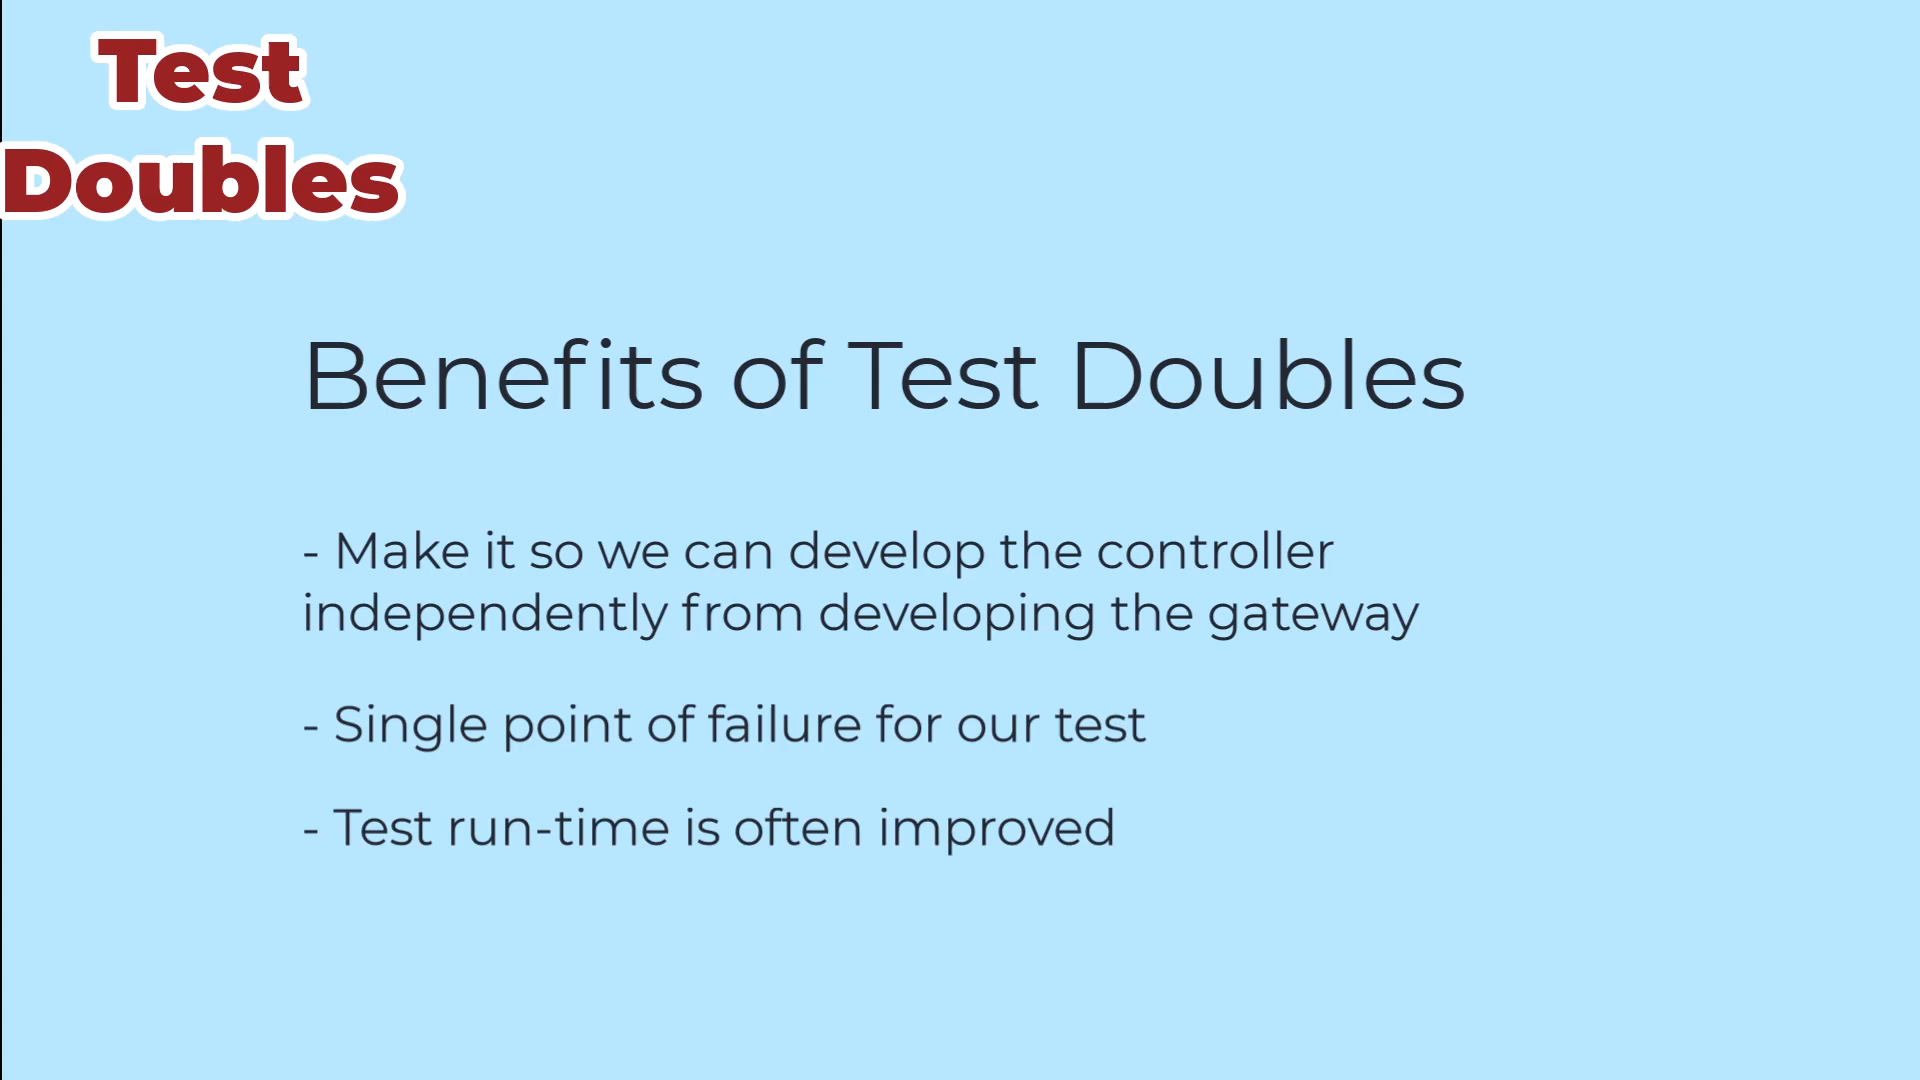 Test
Doubles
Benefits of Test Doubles
- Make it so we can develop the controller
independently from developing the gateway
- Single point of failure for our test
- Test run-time is often improved